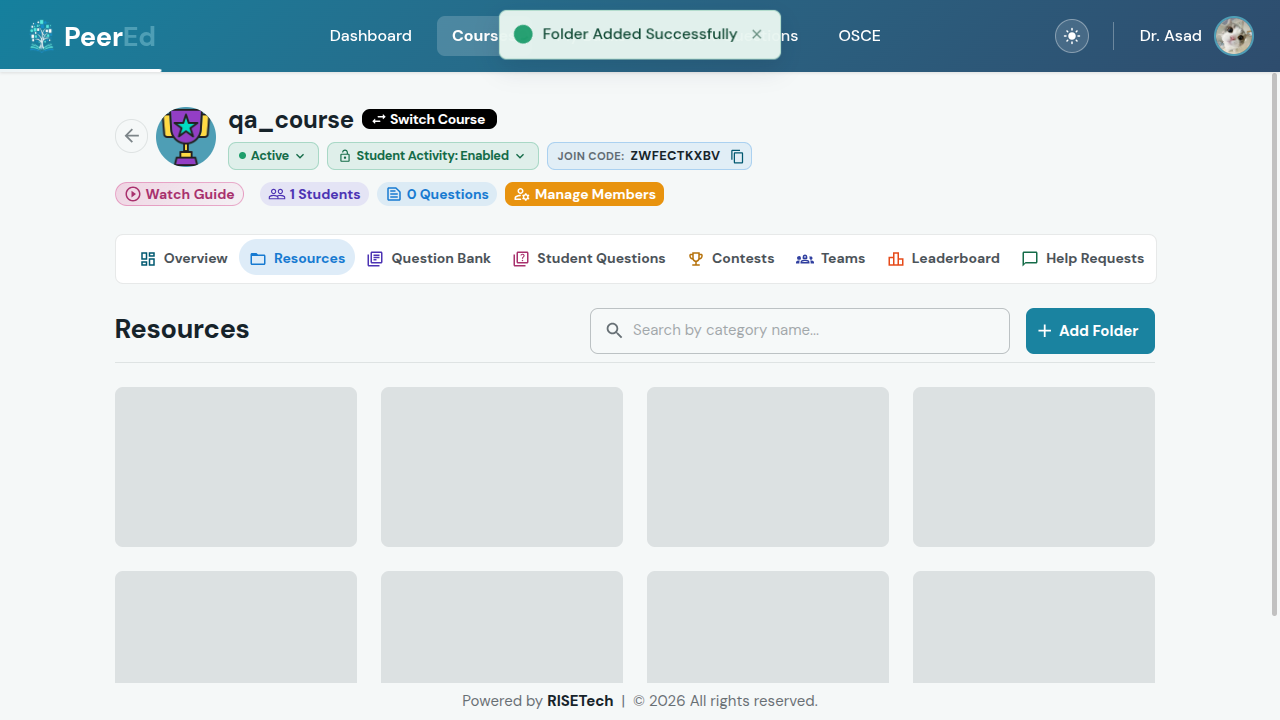 PeerEd
Dashboard
Cours
ns
OSCE
Dr. Asad
Folder Added Successfully
qa_course
Switch Course
Active
Student Activity: Enabled
JOIN CODE: ZWFECTKXBV
Watch Guide
1 Students
0 Questions
Manage Members
Overview
Resources
Question Bank
Student Questions
Contests
Teams
Leaderboard
Help Requests
Resources
Search by category name...
Add Folder
Powered by RISETech | © 2026 All rights reserved.